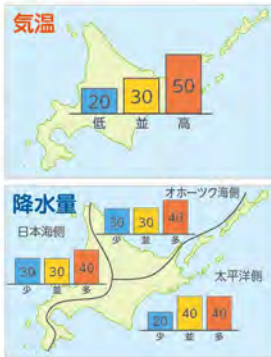 気温
20 30 50
低 並 高
降水量
オホーツク海側
日本海側
30 30 40
少 並 多
太平洋側
30 30 40
少 並 多
20 40 40
少 並 多